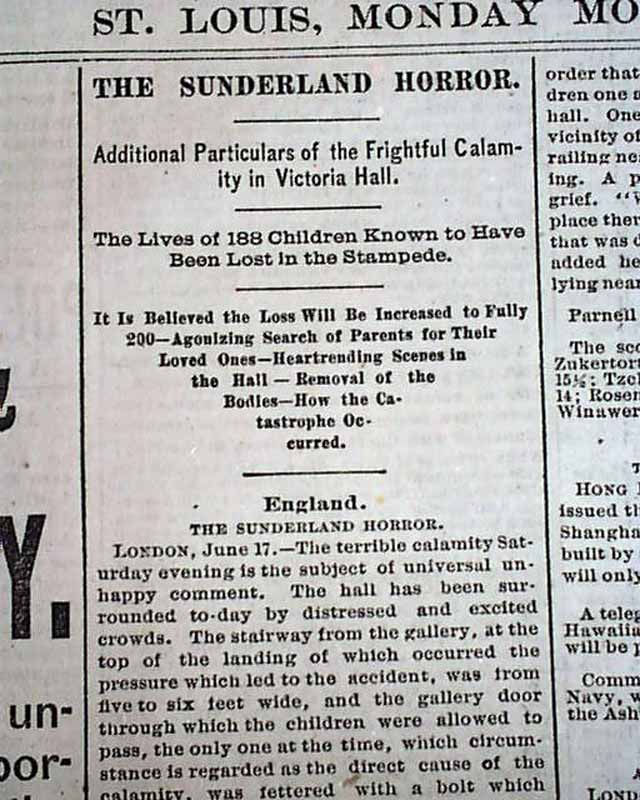 ST. LOUIS, MONDAY MO
THE SUNDERLAND HORROR.
Additional Particulars of the Frightful Calam-
ity in Victoria Hall.
The Lives of 188 Children Known to Have
Been Lost in the Stampede.
It Is Believed the Loss Will Be Increased to Fully
200—Agonizing Search of Parents for Their
Loved Ones—Heartrending Scenes in
the Hall — Removal of the
Bodies—How the Ca-
tastrophe Oc-
curred.
England.
THE SUNDERLAND HORROR.
LONDON, June 17.—The terrible calamity Sat-
urday evening is the subject of universal un-
happy comment. The hall has been sur-
rounded to-day by distressed and excited
crowds. The stairway from the gallery, at the
top of the landing of which occurred the
pressure which led to the accident, was from
five to six feet wide, and the gallery door
through which the children were allowed to
pass, the only one at the time, which circum-
stance is regarded as the direct cause of the
calamity, was fettered with a bolt which
order that
dren one a
hall. One
vicinity of
railing ne
ing. A p
grief. "W
place ther
that was d
added he
lying near
Parnell
The sco
Zukertort
15½; Tzch
14; Rosen
Winawer
HONG
issued th
Shangha
built by
will only
A teleg
Hawaiia
will be p
Comm
Navy, w
the Ash
LOND
Y.
un-
oor-